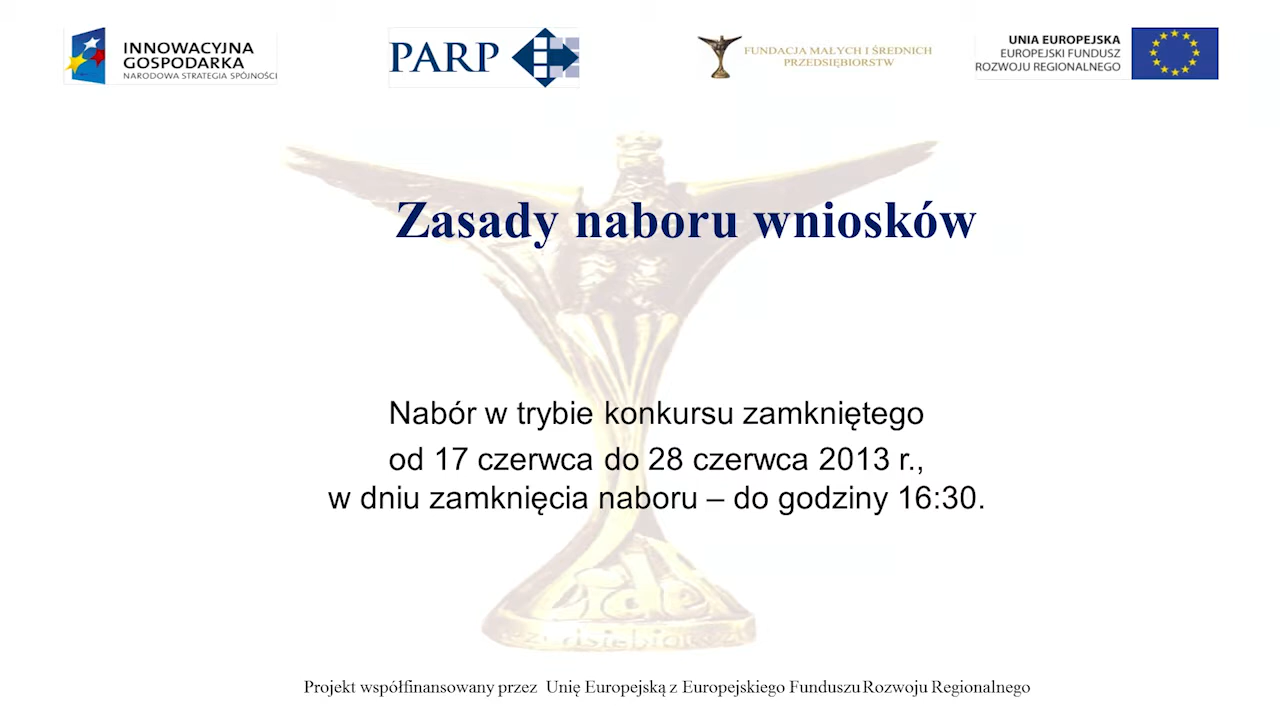 INNOWACYJNA
GOSPODARKA
NARODOWA STRATEGIA SPÓJNOŚCI
PARP
FUNDACJA MAŁYCH I ŚREDNICH
PRZEDSIĘBIORSTW
UNIA EUROPEJSKA
EUROPEJSKI FUNDUSZ
ROZWOJU REGIONALNEGO
Zasady naboru wniosków
Nabór w trybie konkursu zamkniętego
od 17 czerwca do 28 czerwca 2013 r.,
w dniu zamknięcia naboru – do godziny 16:30.
Projekt współfinansowany przez Unię Europejską z Europejskiego Funduszu Rozwoju Regionalnego